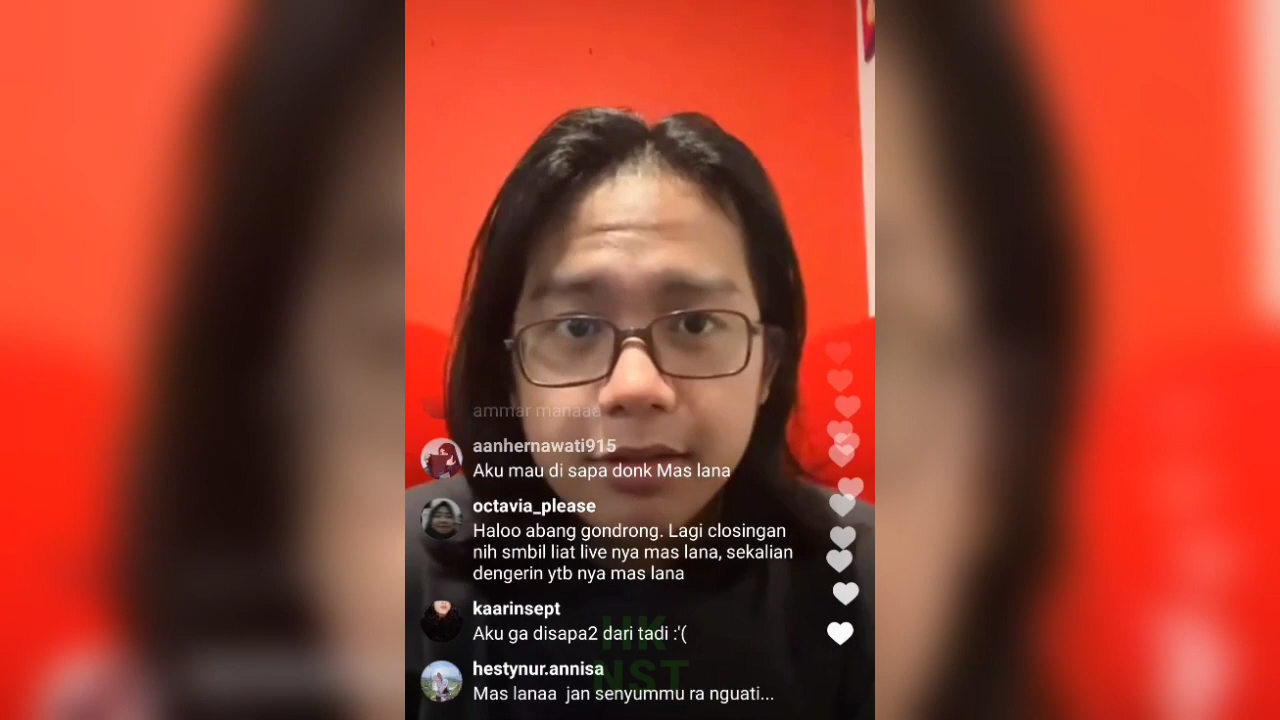 ammar manaaa
aanhernawati915
Aku mau di sapa donk Mas lana
octavia_please
Haloo abang gondrong. Lagi closingan
nih smbil liat live nya mas lana, sekalian
dengerin ytb nya mas lana
kaarinsept
Aku ga disapa2 dari tadi :'(
HK
NST
hestynur.annisa
Mas lanaa  jan senyummu ra nguati...